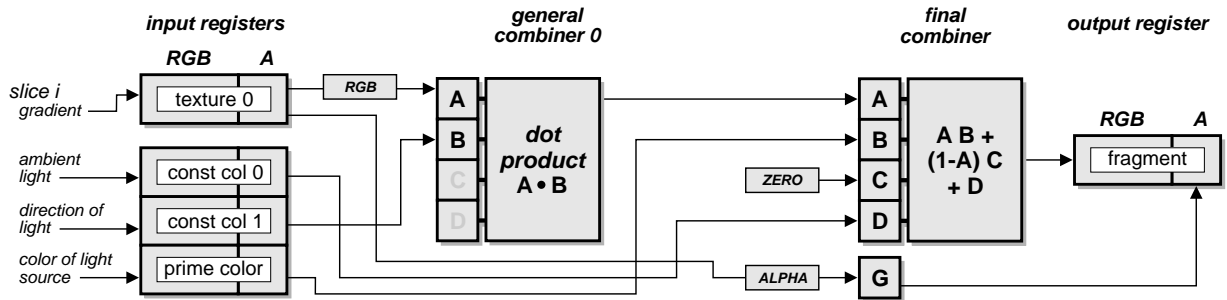 input registers
general
combiner 0
final
combiner
output register
RGB A
slice i
gradient
texture 0
RGB
A
B
C
D
dot
product
A • B
A
B
C
D
G
A B +
(1-A) C
+ D
RGB A
fragment
ambient
light
const col 0
ZERO
direction of
light
const col 1
color of light
source
prime color
ALPHA